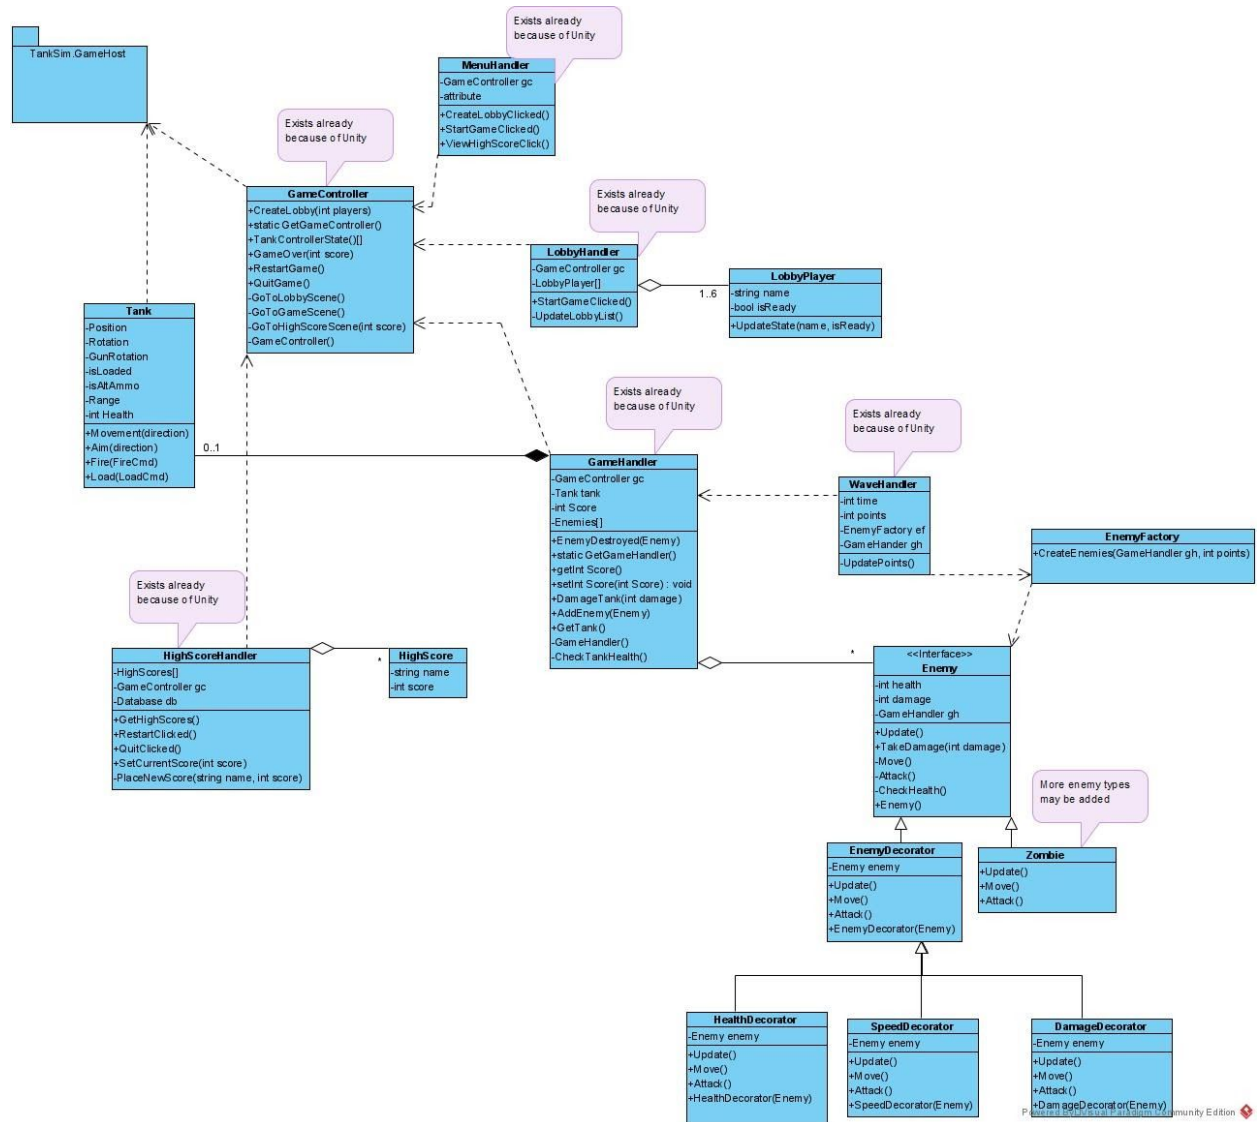 TankSim.GameHost
Exists already
because of Unity
MenuHandler
-GameController gc
-attribute
+CreateLobbyClicked()
+StartGameClicked()
+ViewHighScoreClick()
Exists already
because of Unity
GameController
+CreateLobby(int players)
+static GetGameController()
+TankControllerState()[]
+GameOver(int score)
+RestartGame()
+QuitGame()
-GoToLobbyScene()
-GoToGameScene()
-GoToHighScoreScene(int score)
-GameController()
Exists already
because of Unity
LobbyHandler
-GameController gc
-LobbyPlayer[]
+StartGameClicked()
-UpdateLobbyList()
1..6
LobbyPlayer
-string name
-bool isReady
+UpdateState(name, isReady)
Tank
-Position
-Rotation
-GunRotation
-isLoaded
-isAltAmmo
-Range
-int Health
+Movement(direction)
+Aim(direction)
+Fire(FireCmd)
+Load(LoadCmd)
0..1
Exists already
because of Unity
GameHandler
-GameController gc
-Tank tank
-int Score
-Enemies[]
+EnemyDestroyed(Enemy)
+static GetGameHandler()
+getInt Score()
+setInt Score(int Score) : void
+DamageTank(int damage)
+AddEnemy(Enemy)
+GetTank()
-GameHandler()
-CheckTankHealth()
*
Exists already
because of Unity
WaveHandler
-int time
-int points
-EnemyFactory ef
-GameHander gh
-UpdatePoints()
EnemyFactory
+CreateEnemies(GameHandler gh, int points)
Exists already
because of Unity
HighScoreHandler
-HighScores[]
-GameController gc
-Database db
+GetHighScores()
+RestartClicked()
+QuitClicked()
+SetCurrentScore(int score)
-PlaceNewScore(string name, int score)
*
HighScore
-string name
-int score
<<Interface>>
Enemy
-int health
-int damage
-GameHandler gh
+Update()
+TakeDamage(int damage)
-Move()
-Attack()
-CheckHealth()
+Enemy()
More enemy types
may be added
EnemyDecorator
-Enemy enemy
+Update()
+Move()
+Attack()
+EnemyDecorator(Enemy)
Zombie
+Update()
+Move()
+Attack()
HealthDecorator
-Enemy enemy
+Update()
+Move()
+Attack()
+HealthDecorator(Enemy)
SpeedDecorator
-Enemy enemy
+Update()
+Move()
+Attack()
+SpeedDecorator(Enemy)
DamageDecorator
-Enemy enemy
+Update()
+Move()
+Attack()
+DamageDecorator(Enemy)
Powered By Visual Paradigm Community Edition